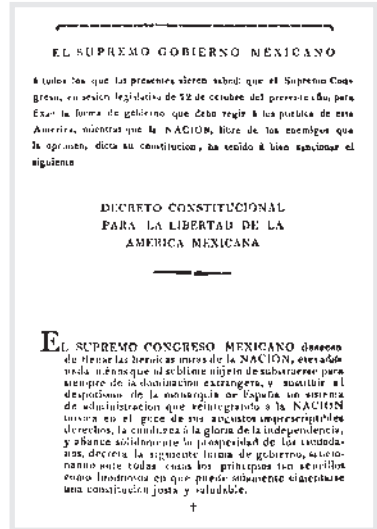 EL SUPREMO GOBIERNO MEXICANO
á todos los que las presentes vieren sabed: que el Supremo Con-
greso, en sesion legislativa de 22 de octubre del presente año, para
fixar la forma de gobierno que debe regir á los pueblos de esta
America, mientras que la NACION, libre de los enemigos que
la oprimen, dicta su constitucion, ha tenido á bien sancionar el
siguiente
DECRETO CONSTITUCIONAL
PARA LA LIBERTAD DE LA
AMERICA MEXICANA
EL SUPREMO CONGRESO MEXICANO deseoso
de llenar las heroicas miras de la NACION, elevadas
nada menos que al sublime objeto de substraerse para
siempre de la dominacion extrangera, y sustituir al
despotismo de la monarquia de España un sistema
de administracion que reintegrando á la NACION
misma en el goce de sus augustos imprescriptibles
derechos, la conduzca á la gloria de la independencia,
y afiance sólidamente la prosperidad de los ciudada-
nos, decreta la siguiente forma de gobierno, sancio-
nando ante todas cosas los principios tan sencillos
como luminosos en que puede solamente cimentarse
una constitucion justa y saludable.